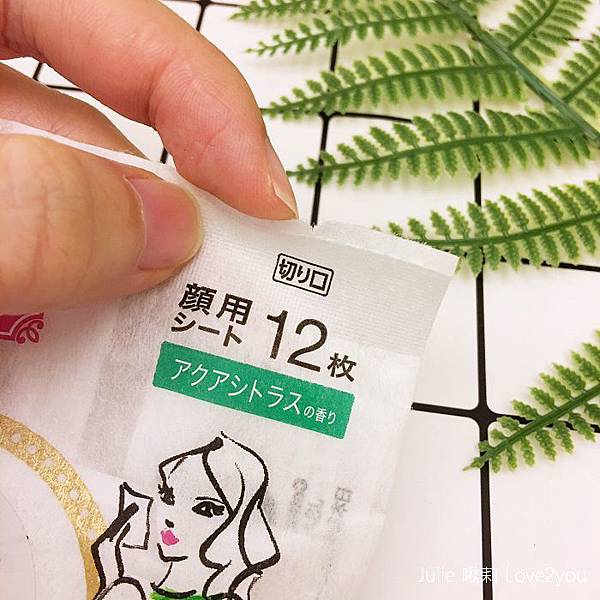 切り口
顔用
シート 12枚
アクアシトラスの香り
Julie 啾莉 Love2you